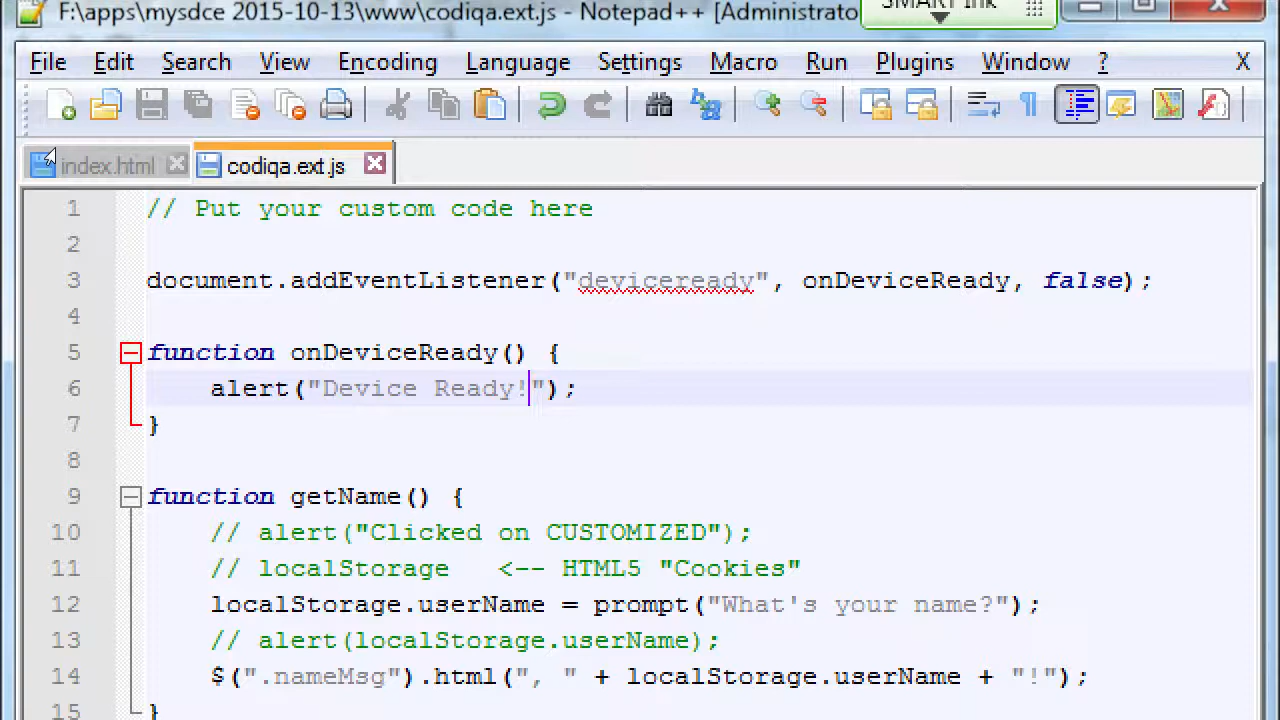 F:\apps\mysdce 2015-10-13\www\codiqa.ext.js - Notepad++ [Administrato
SMART Ink
File Edit Search View Encoding Language Settings Macro Run Plugins Window ? X
index.html codiqa.ext.js
1 // Put your custom code here
2
3 document.addEventListener("deviceready", onDeviceReady, false);
4
5 function onDeviceReady() {
6 alert("Device Ready!");
7 }
8
9 function getName() {
10 // alert("Clicked on CUSTOMIZED");
11 // localStorage <-- HTML5 "Cookies"
12 localStorage.userName = prompt("What's your name?");
13 // alert(localStorage.userName);
14 $(".nameMsg").html(", " + localStorage.userName + "!");
15 }